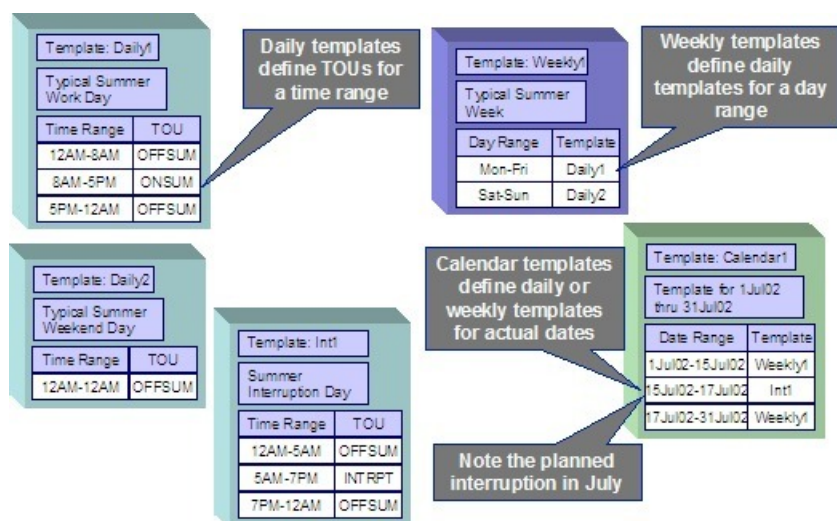 Template: Daily1
Typical Summer
Work Day
Time Range TOU
12AM-8AM OFFSUM
8AM-5PM ONSUM
5PM-12AM OFFSUM
Daily templates
define TOUs for
a time range
Template: Weekly1
Typical Summer
Week
Day Range Template
Mon-Fri Daily1
Sat-Sun Daily2
Weekly templates
define daily
templates for a day
range
Template: Daily2
Typical Summer
Weekend Day
Time Range TOU
12AM-12AM OFFSUM
Template: Int1
Summer
Interruption Day
Time Range TOU
12AM-5AM OFFSUM
5AM-7PM INTRPT
7PM-12AM OFFSUM
Calendar templates
define daily or
weekly templates
for actual dates
Template: Calendar1
Template for 1Jul02
thru 31Jul02
Date Range Template
1Jul02-15Jul02 Weekly1
15Jul02-17Jul02 Int1
17Jul02-31Jul02 Weekly1
Note the planned
interruption in July